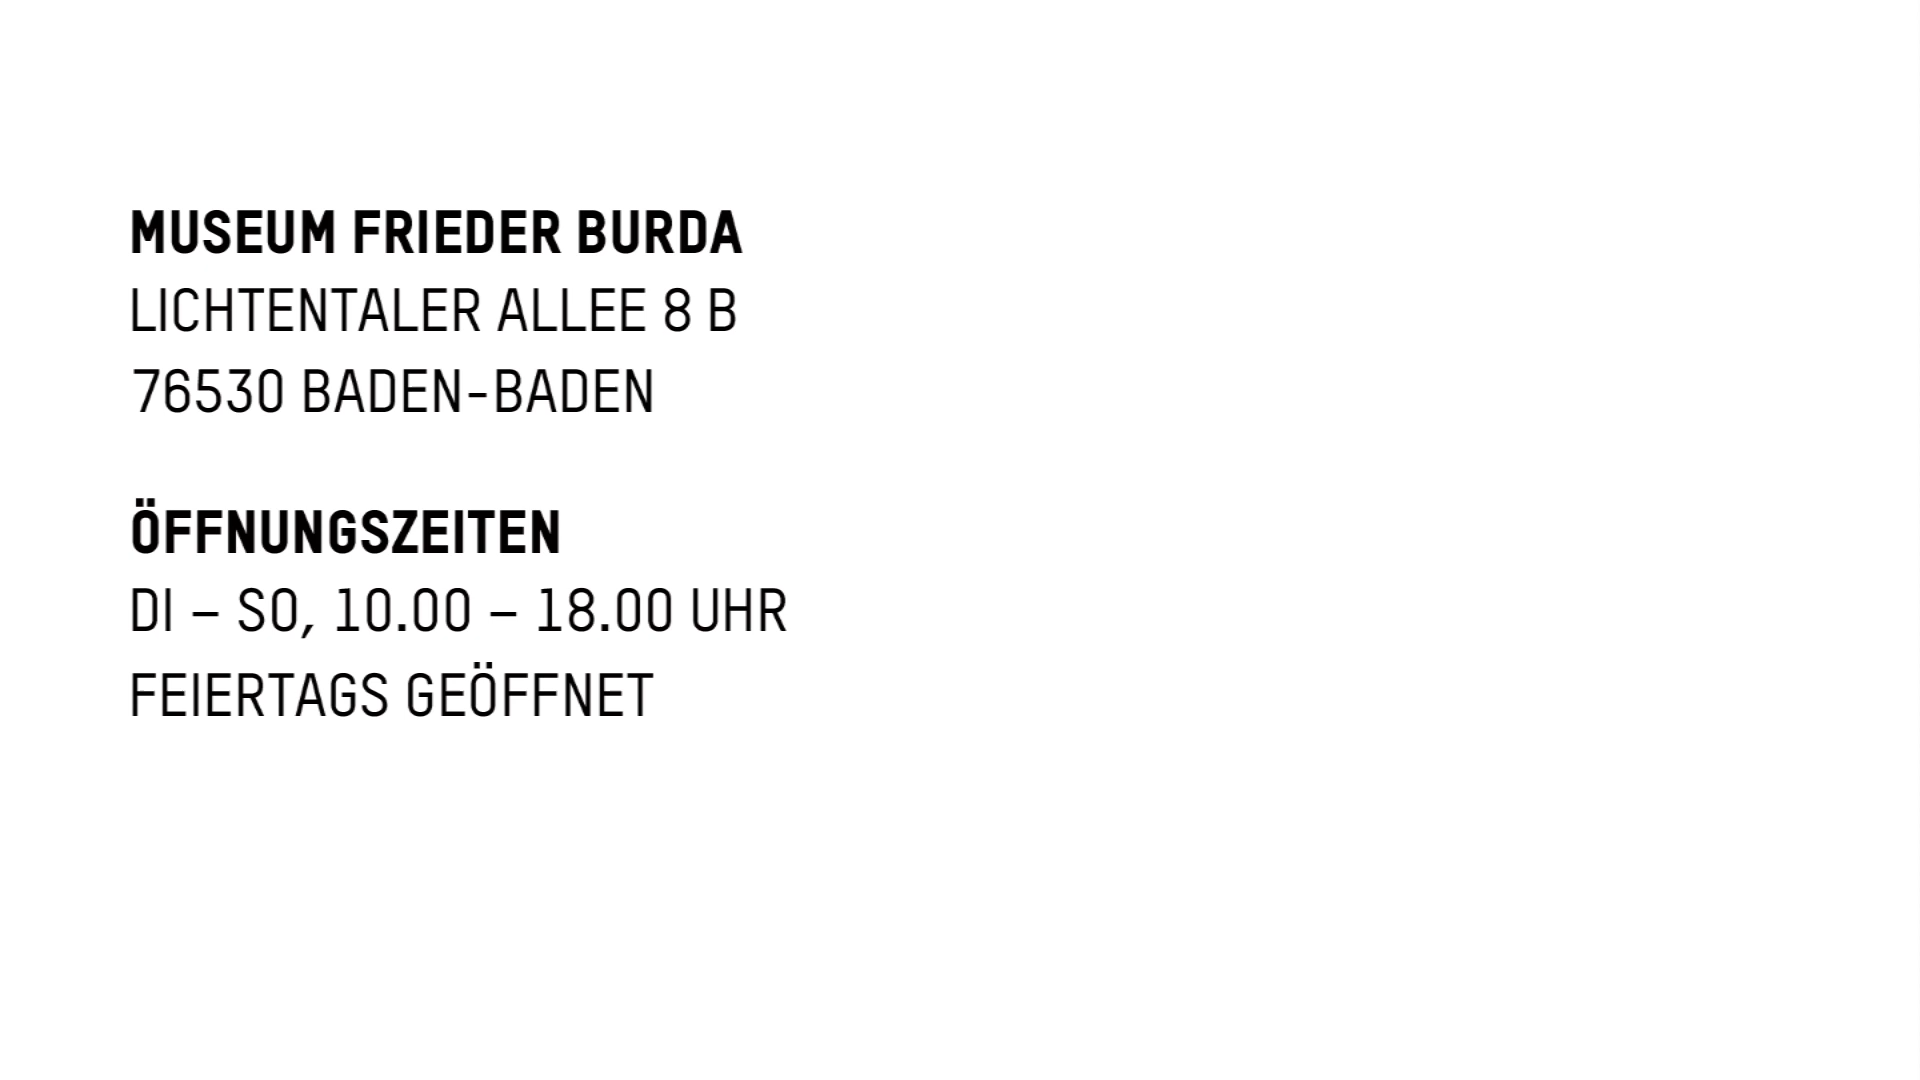 MUSEUM FRIEDER BURDA
LICHTENTALER ALLEE 8 B
76530 BADEN-BADEN
ÖFFNUNGSZEITEN
DI – SO, 10.00 – 18.00 UHR
FEIERTAGS GEÖFFNET